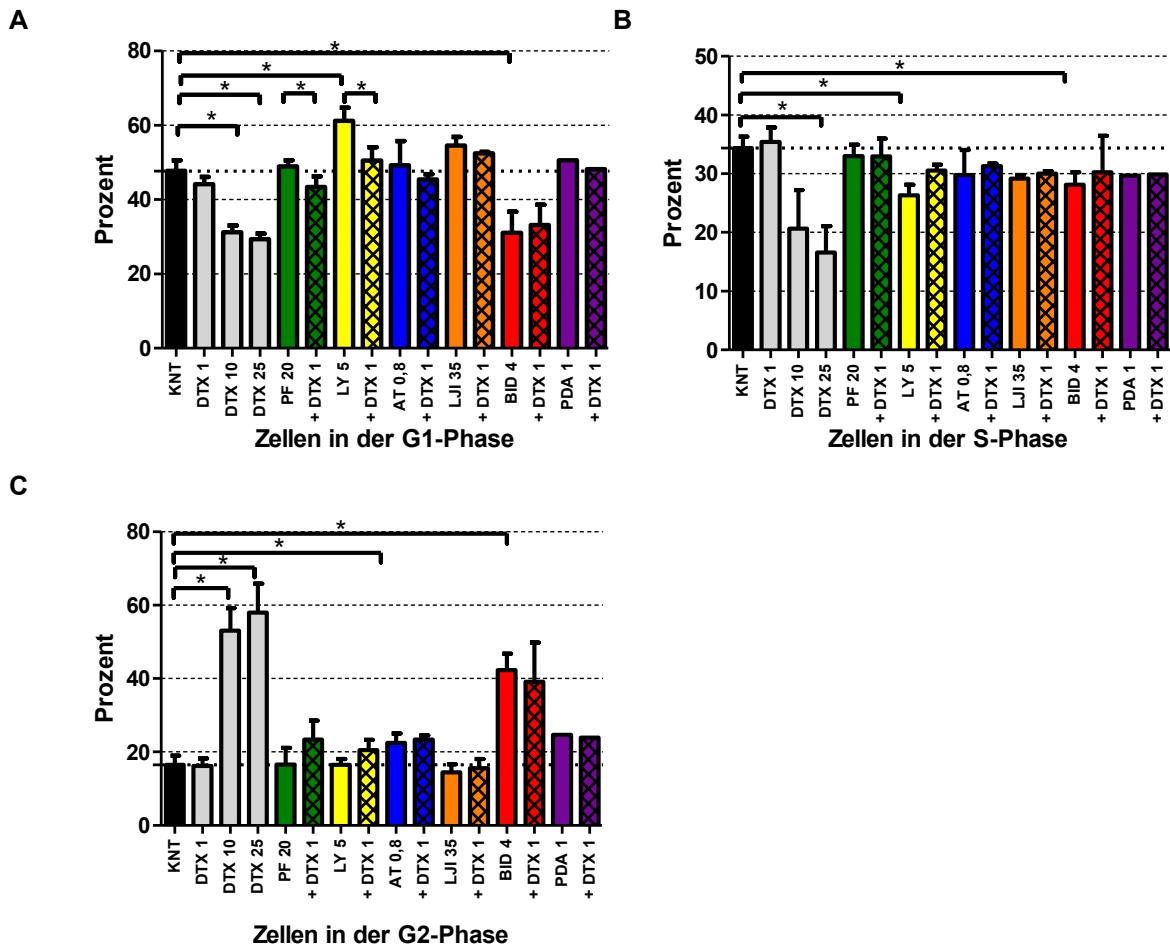 A
Prozent
80
60
40
20
0
* * * * * * *
KNT DTX 1 DTX 10 DTX 25 PF 20 + DTX 1 LY 5 + DTX 1 AT 0,8 + DTX 1 LJI 35 + DTX 1 BID 4 + DTX 1 PDA 1 + DTX 1
Zellen in der G1-Phase
B
Prozent
50
40
30
20
10
0
* * *
KNT DTX 1 DTX 10 DTX 25 PF 20 + DTX 1 LY 5 + DTX 1 AT 0,8 + DTX 1 LJI 35 + DTX 1 BID 4 + DTX 1 PDA 1 + DTX 1
Zellen in der S-Phase
C
Prozent
80
60
40
20
0
* * * *
KNT DTX 1 DTX 10 DTX 25 PF 20 + DTX 1 LY 5 + DTX 1 AT 0,8 + DTX 1 LJI 35 + DTX 1 BID 4 + DTX 1 PDA 1 + DTX 1
Zellen in der G2-Phase